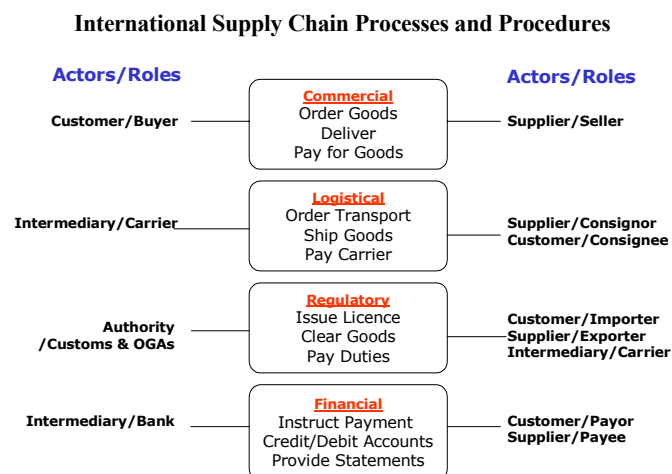 International Supply Chain Processes and Procedures
Actors/Roles
Actors/Roles
Commercial
Order Goods
Deliver
Pay for Goods
Customer/Buyer
Supplier/Seller
Logistical
Order Transport
Ship Goods
Pay Carrier
Intermediary/Carrier
Supplier/Consignor
Customer/Consignee
Regulatory
Issue Licence
Clear Goods
Pay Duties
Authority
/Customs & OGAs
Customer/Importer
Supplier/Exporter
Intermediary/Carrier
Financial
Instruct Payment
Credit/Debit Accounts
Provide Statements
Intermediary/Bank
Customer/Payor
Supplier/Payee